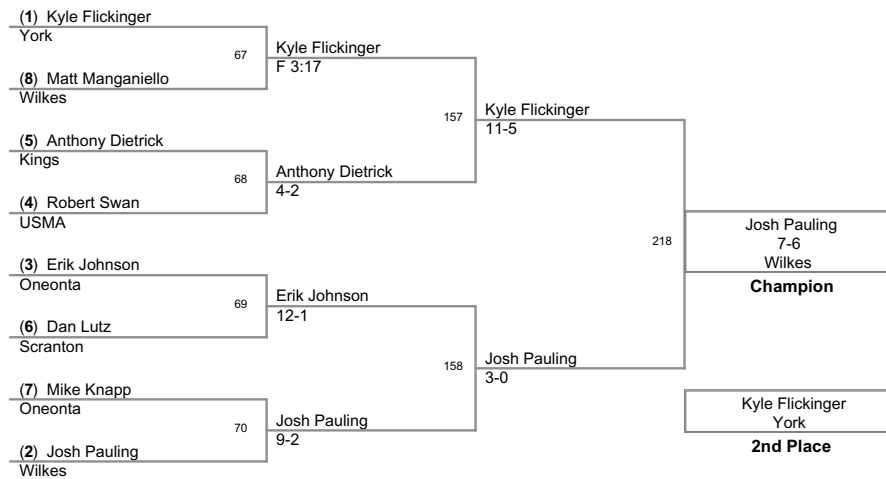 (1) Kyle Flickinger
York
67
Kyle Flickinger
F 3:17
(8) Matt Manganiello
Wilkes
157
Kyle Flickinger
11-5
(5) Anthony Dietrick
Kings
68
Anthony Dietrick
4-2
(4) Robert Swan
USMA
218
Josh Pauling
7-6
Wilkes
Champion
(3) Erik Johnson
Oneonta
69
Erik Johnson
12-1
(6) Dan Lutz
Scranton
158
Josh Pauling
3-0
(7) Mike Knapp
Oneonta
70
Josh Pauling
9-2
(2) Josh Pauling
Wilkes
Kyle Flickinger
York
2nd Place